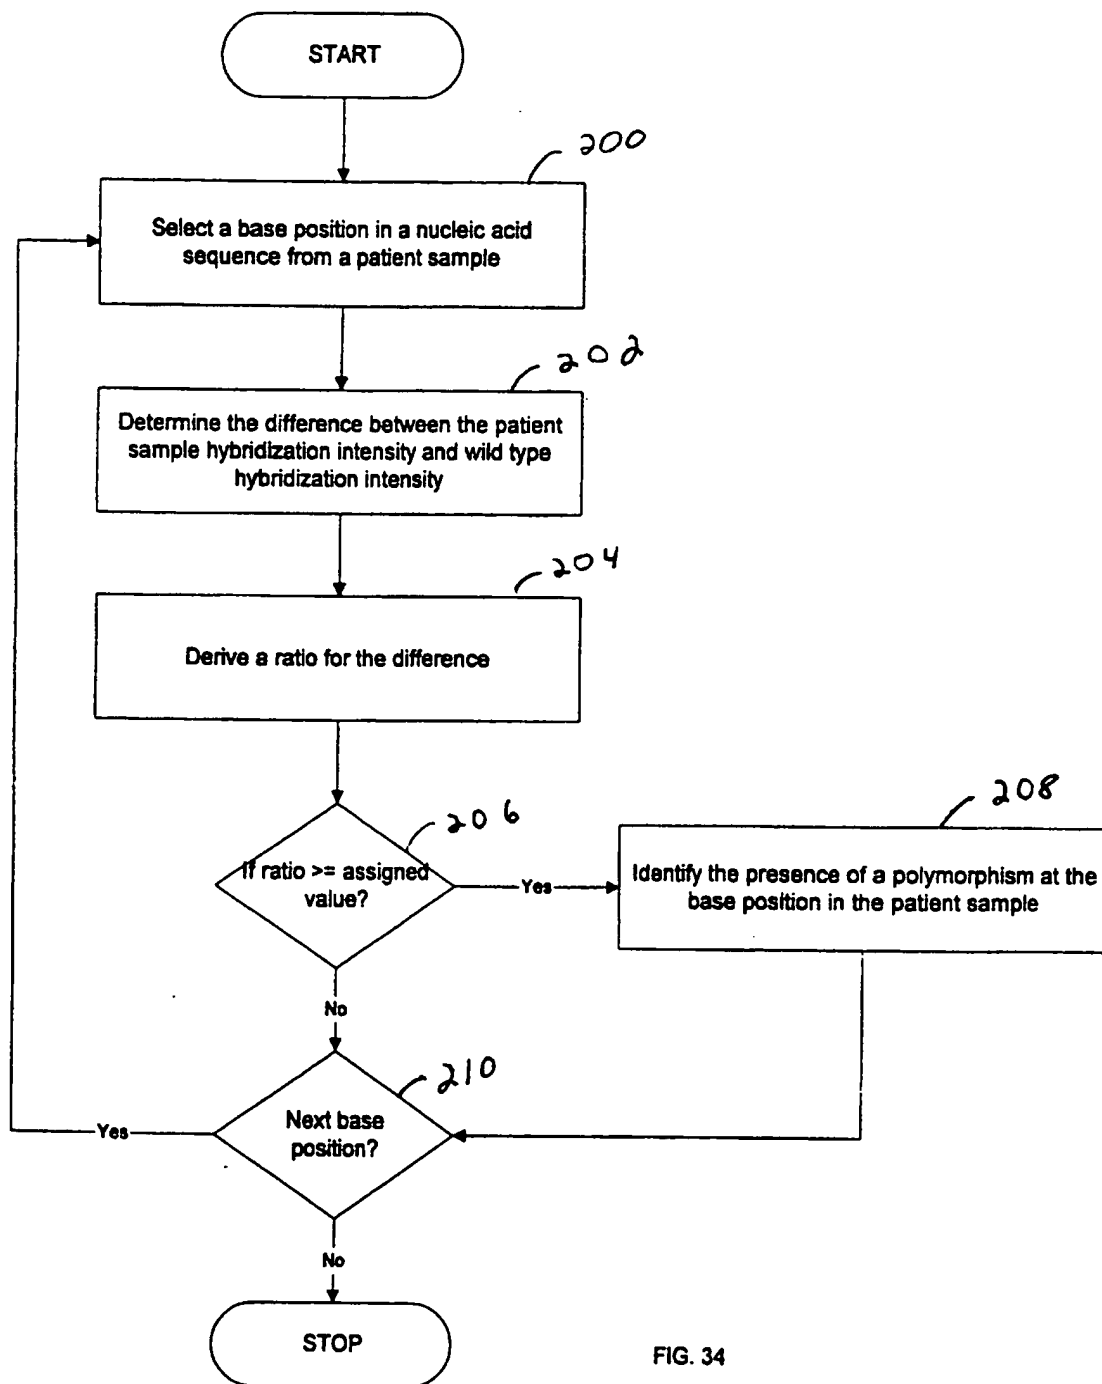 START
200
Select a base position in a nucleic acid
sequence from a patient sample
202
Determine the difference between the patient
sample hybridization intensity and wild type
hybridization intensity
204
Derive a ratio for the difference
206
If ratio >= assigned
value?
Yes
208
Identify the presence of a polymorphism at the
base position in the patient sample
No
210
Next base
position?
Yes
No
STOP
FIG. 34